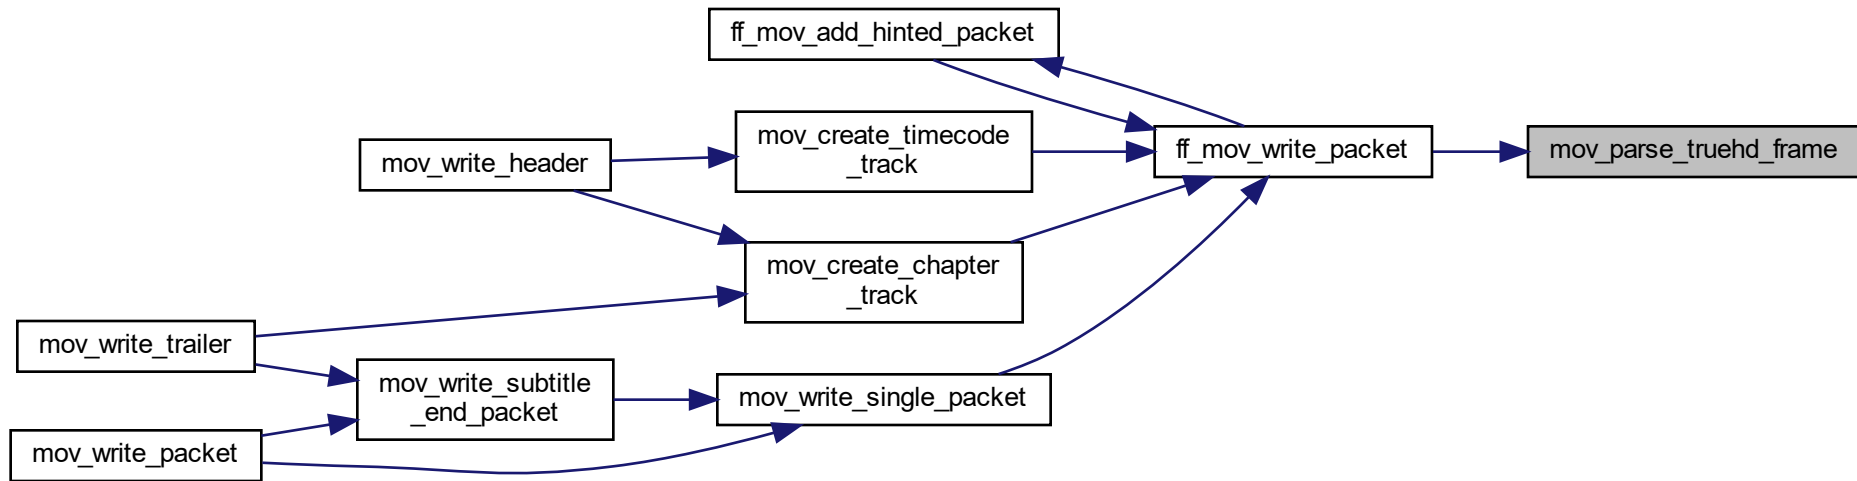 ff_mov_add_hinted_packet
mov_create_timecode
_track
mov_write_header
ff_mov_write_packet
mov_parse_truehd_frame
mov_create_chapter
_track
mov_write_trailer
mov_write_subtitle
_end_packet
mov_write_single_packet
mov_write_packet